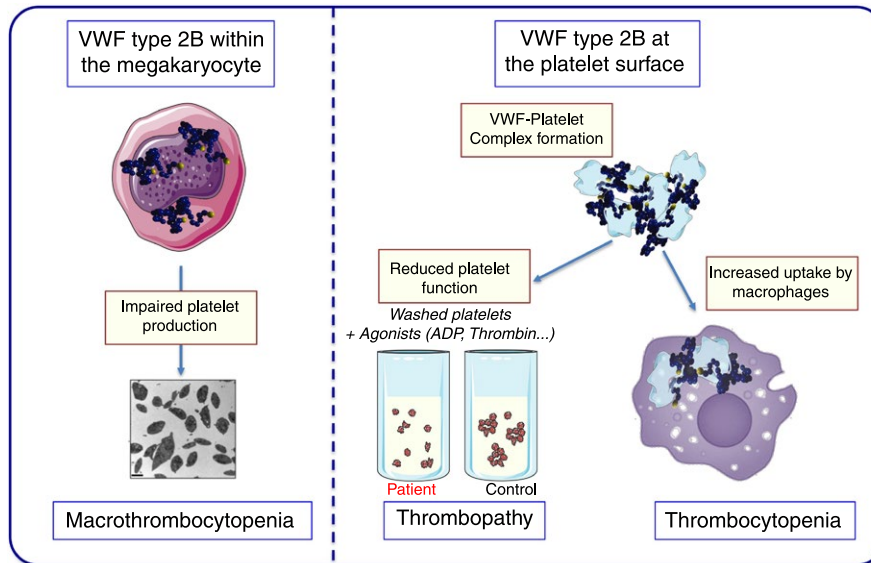 VWF type 2B within
the megakaryocyte
Impaired platelet
production
Macrothrombocytopenia
VWF type 2B at
the platelet surface
VWF-Platelet
Complex formation
Reduced platelet
function
Washed platelets
+ Agonists (ADP, Thrombin...)
Patient
Control
Thrombopathy
Increased uptake by
macrophages
Thrombocytopenia